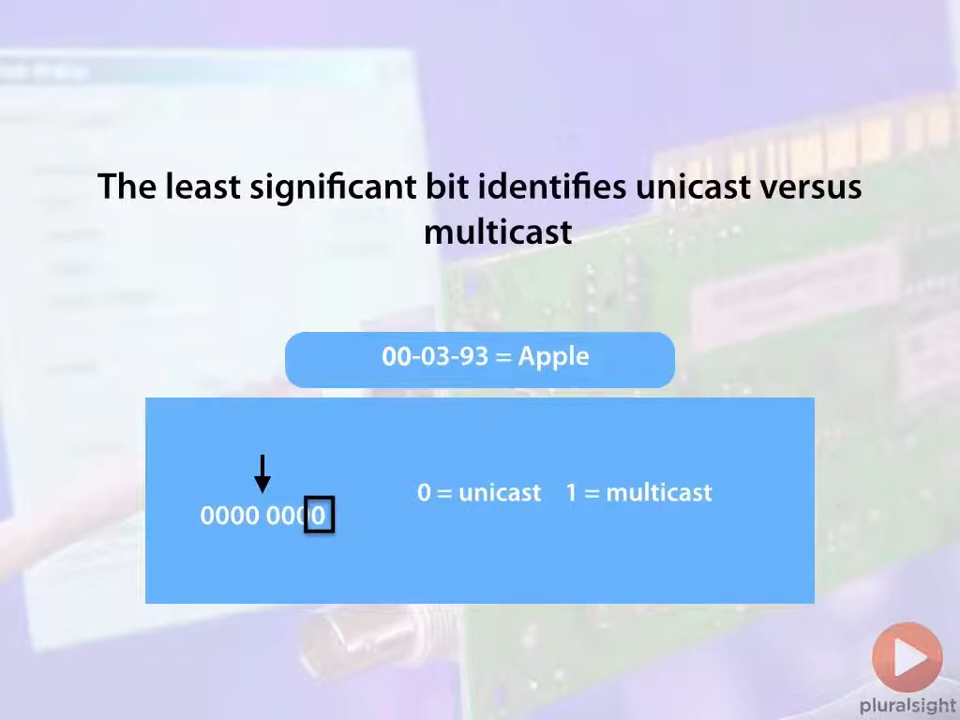 The least significant bit identifies unicast versus
multicast
00-03-93 = Apple
0 = unicast 1 = multicast
0000 0000
pluralsight